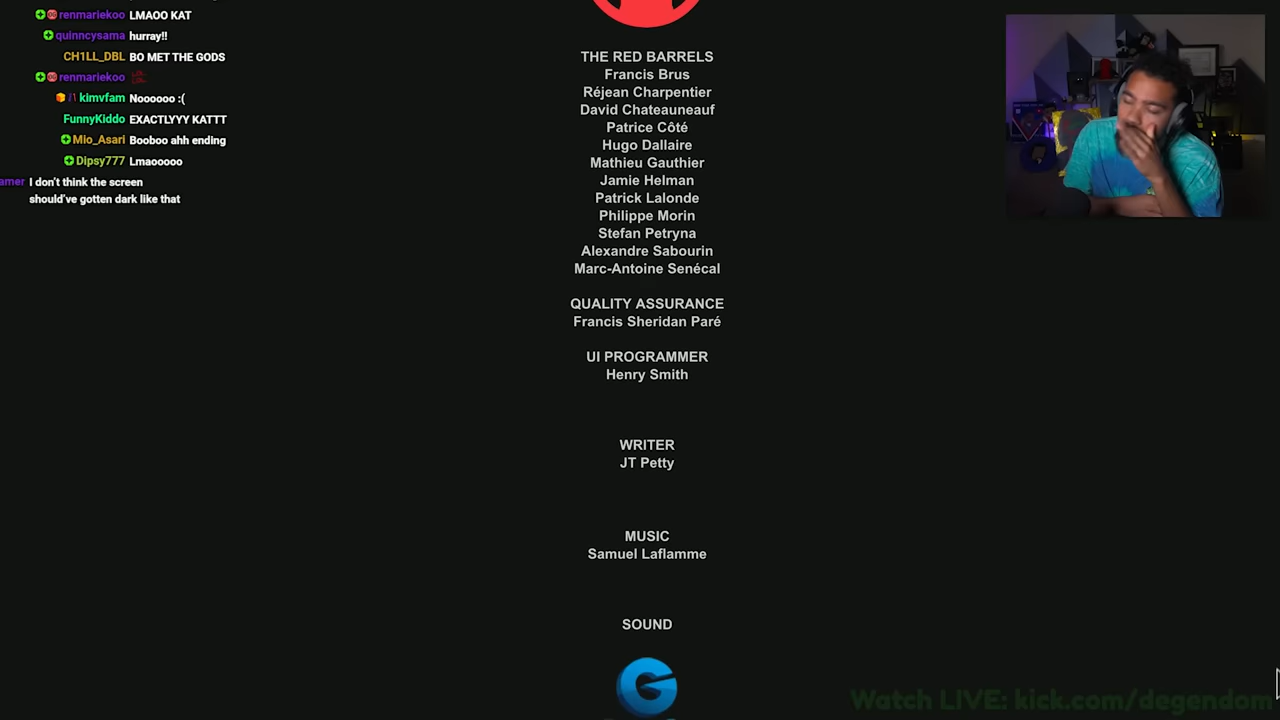 renmariekoo LMAOO KAT
quinncysama hurray!!
CH1LL_DBL BO MET THE GODS
renmariekoo
kimvfam Noooooo :(
FunnyKiddo EXACTLYYY KATTT
Mio_Asari Booboo ahh ending
Dipsy777 Lmaooooo
amer I don't think the screen
should've gotten dark like that
THE RED BARRELS
Francis Brus
Réjean Charpentier
David Chateauneuf
Patrice Côté
Hugo Dallaire
Mathieu Gauthier
Jamie Helman
Patrick Lalonde
Philippe Morin
Stefan Petryna
Alexandre Sabourin
Marc-Antoine Senécal
QUALITY ASSURANCE
Francis Sheridan Paré
UI PROGRAMMER
Henry Smith
WRITER
JT Petty
MUSIC
Samuel Laflamme
SOUND
G
Watch LIVE: kick.com/degendom